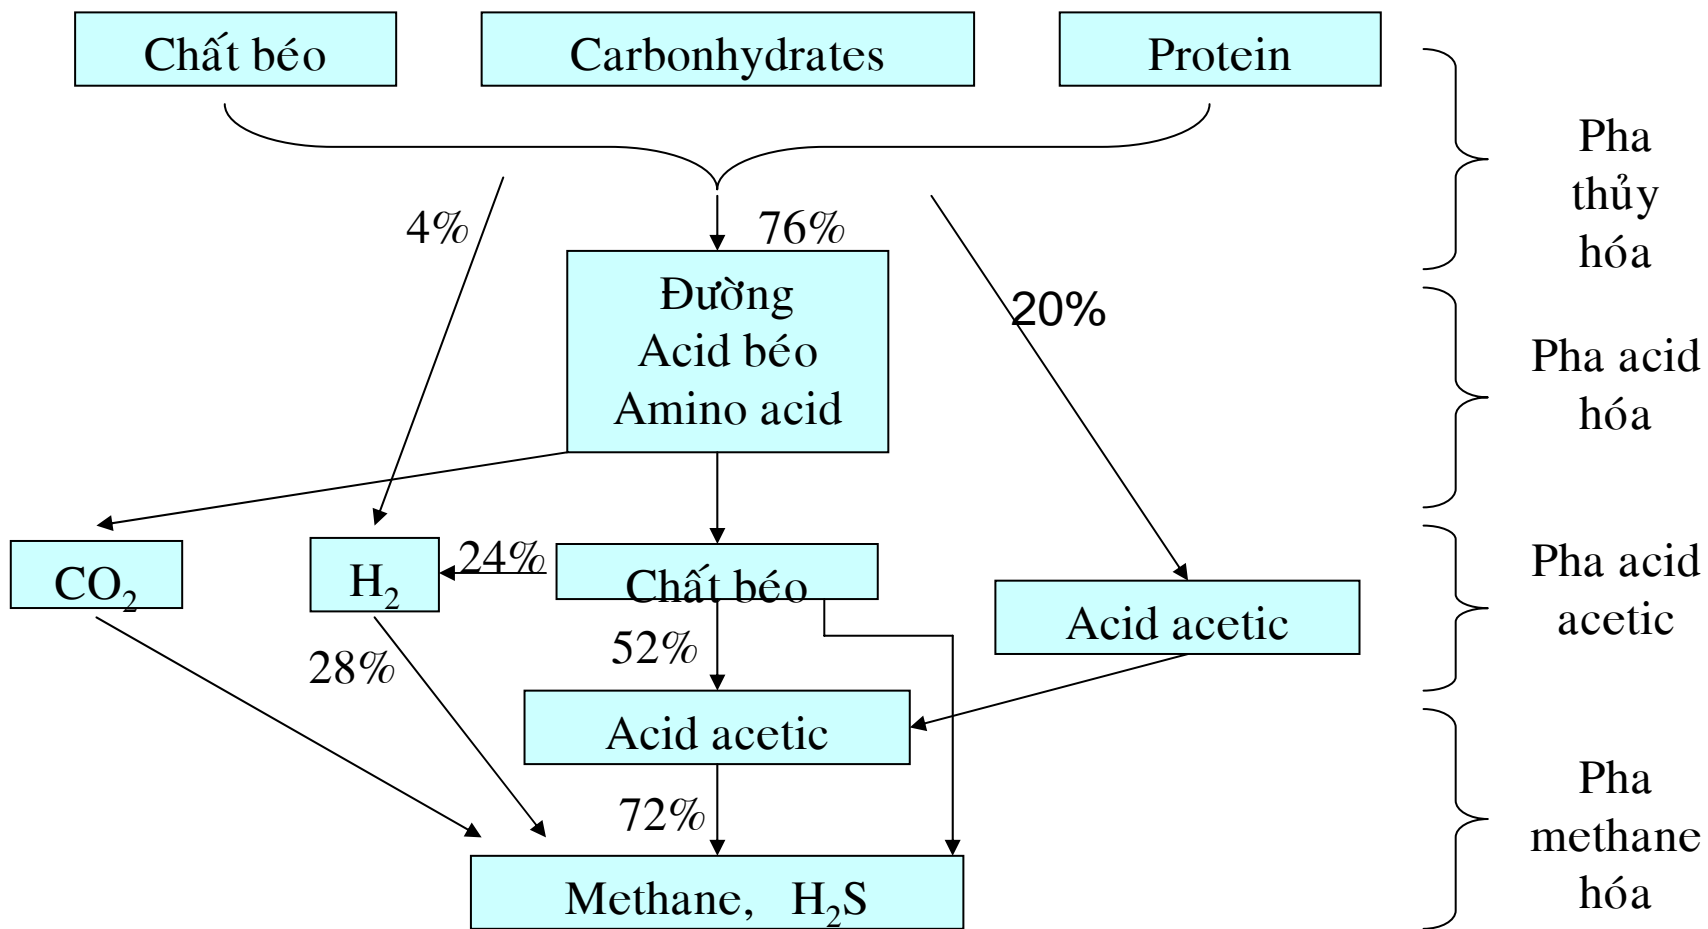 Chất béo
Carbonhydrates
Protein
Pha
thủy
hóa
4%
76%
20%
Đường
Acid béo
Amino acid
Pha acid
hóa
CO₂
H₂
24%
Chất béo
Acid acetic
Pha acid
acetic
28%
52%
Acid acetic
72%
Methane, H₂S
Pha
methane
hóa